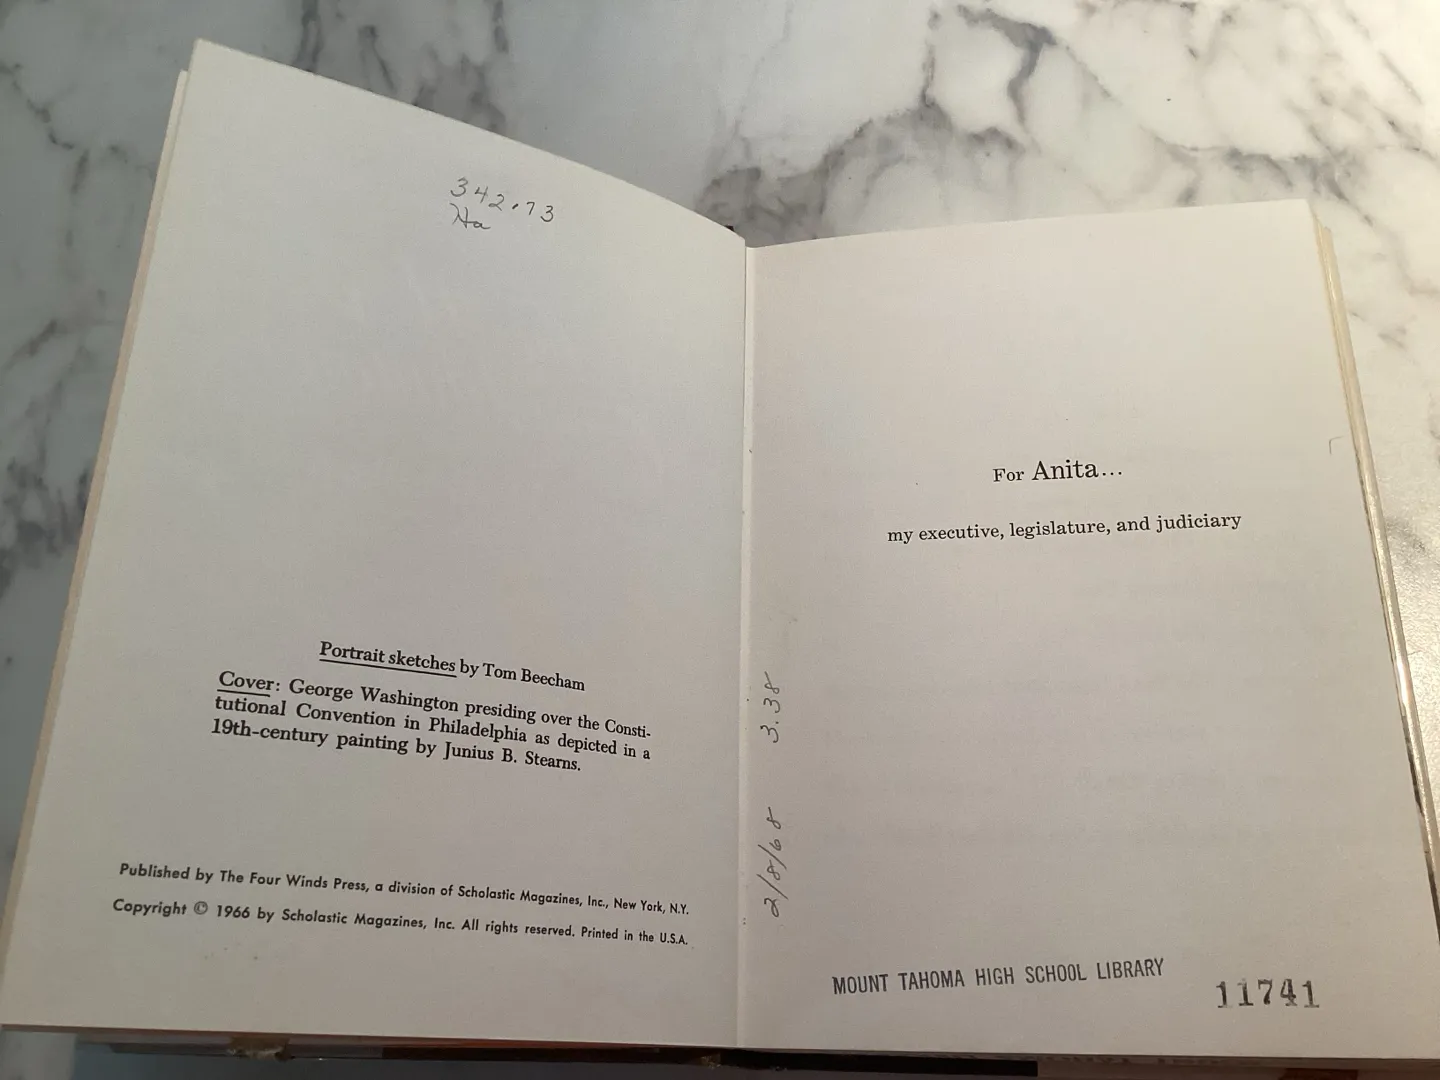 342.73
Ha
Portrait sketches by Tom Beecham
Cover: George Washington presiding over the Consti-
tutional Convention in Philadelphia as depicted in a
19th-century painting by Junius B. Stearns.
Published by The Four Winds Press, a division of Scholastic Magazines, Inc., New York, N.Y.
Copyright © 1966 by Scholastic Magazines, Inc. All rights reserved. Printed in the U.S.A.
For Anita...
my executive, legislature, and judiciary
2/8/68 3.38
MOUNT TAHOMA HIGH SCHOOL LIBRARY
11741